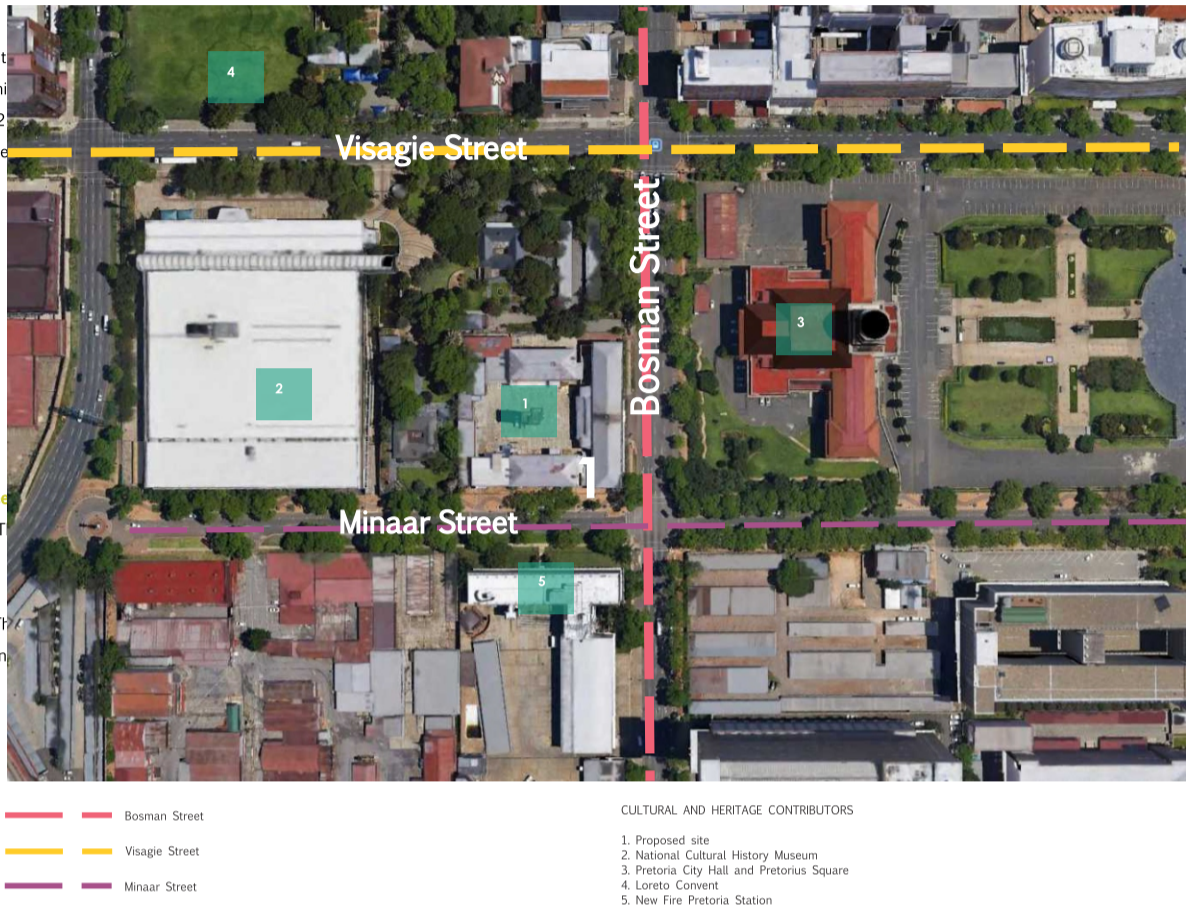 4
Visagie Street
Bosman Street
3
2
1
1
Minaar Street
5
Bosman Street
Visagie Street
Minaar Street
CULTURAL AND HERITAGE CONTRIBUTORS
1. Proposed site
2. National Cultural History Museum
3. Pretoria City Hall and Pretorius Square
4. Loreto Convent
5. New Fire Pretoria Station